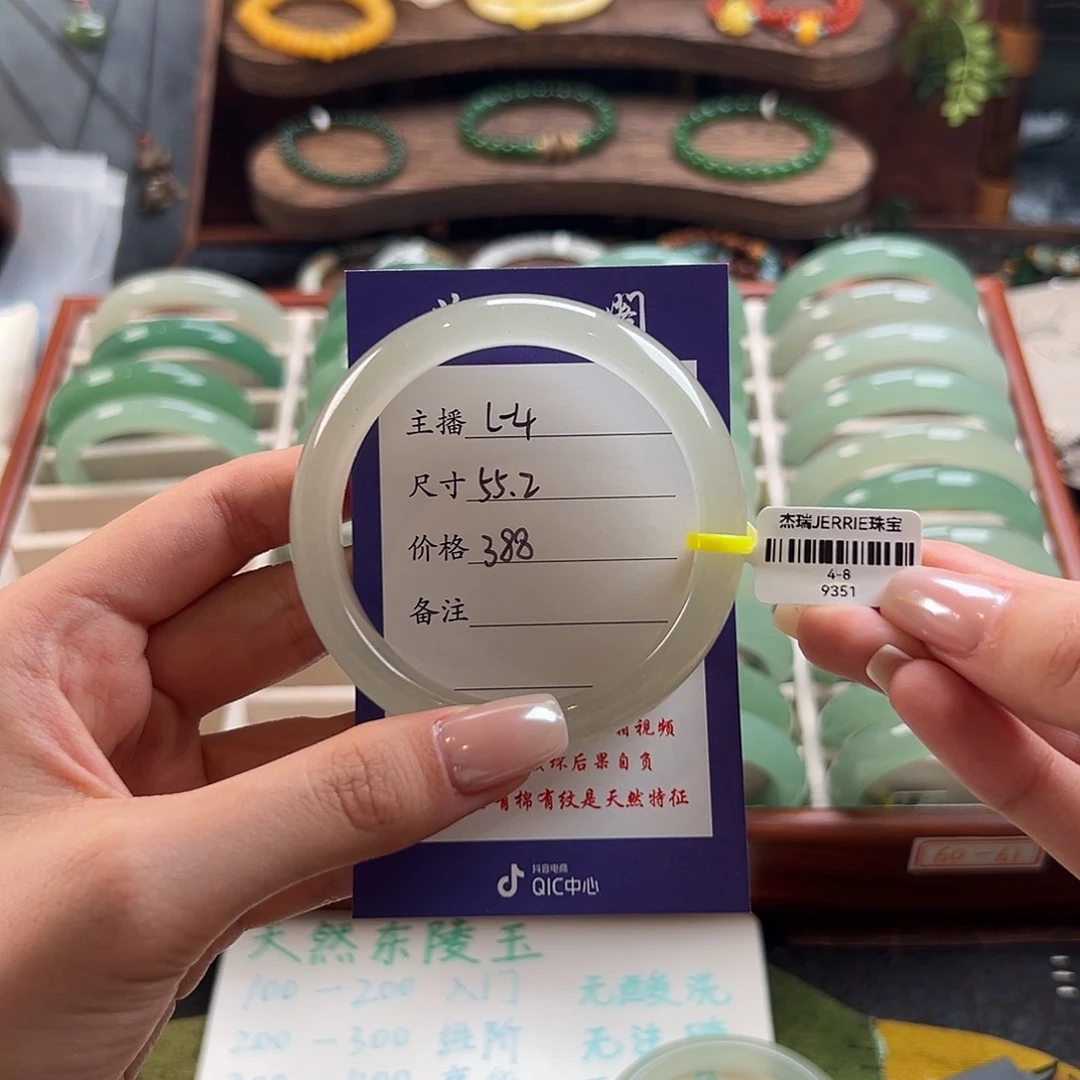 阁
主播 L-4
尺寸 55.2
价格 388
备注
杰瑞JERRIE珠宝
4-8
9351
视频
后果自负
有棉有纹是天然特征
抖音电商
QIC中心
60-61
天然东陵玉
100-200 入门 无酸洗
200-300 进阶 无注